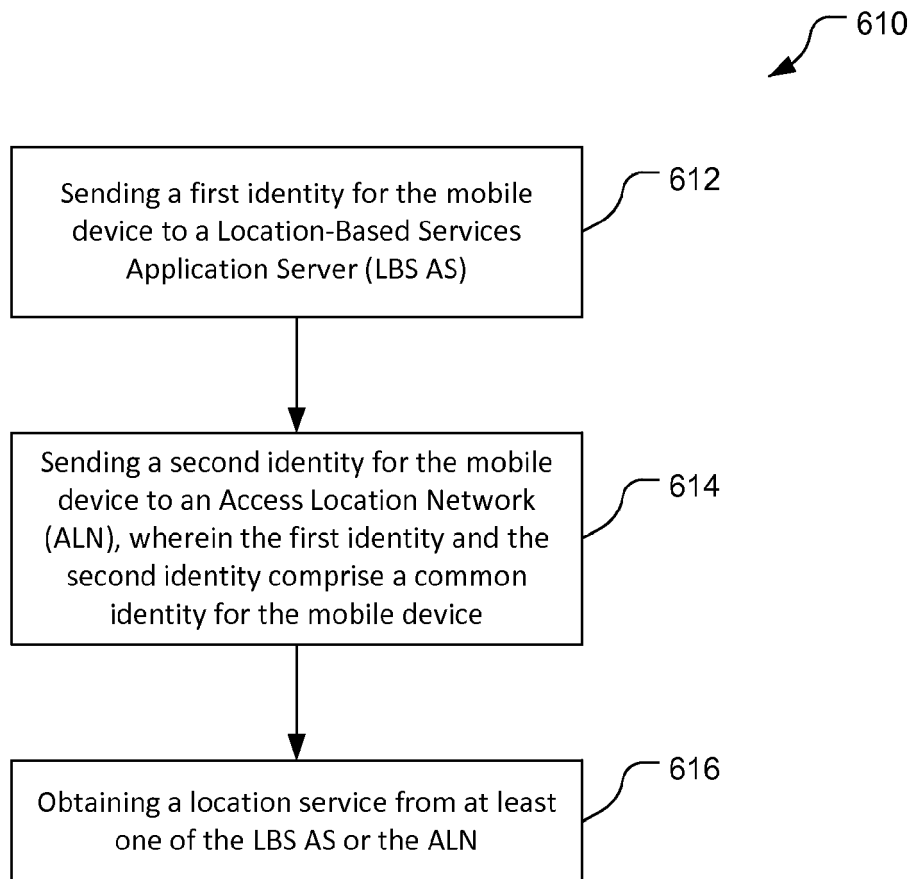 610
Sending a first identity for the mobile
device to a Location-Based Services
Application Server (LBS AS)
612
Sending a second identity for the mobile
device to an Access Location Network
(ALN), wherein the first identity and the
second identity comprise a common
identity for the mobile device
614
Obtaining a location service from at least
one of the LBS AS or the ALN
616